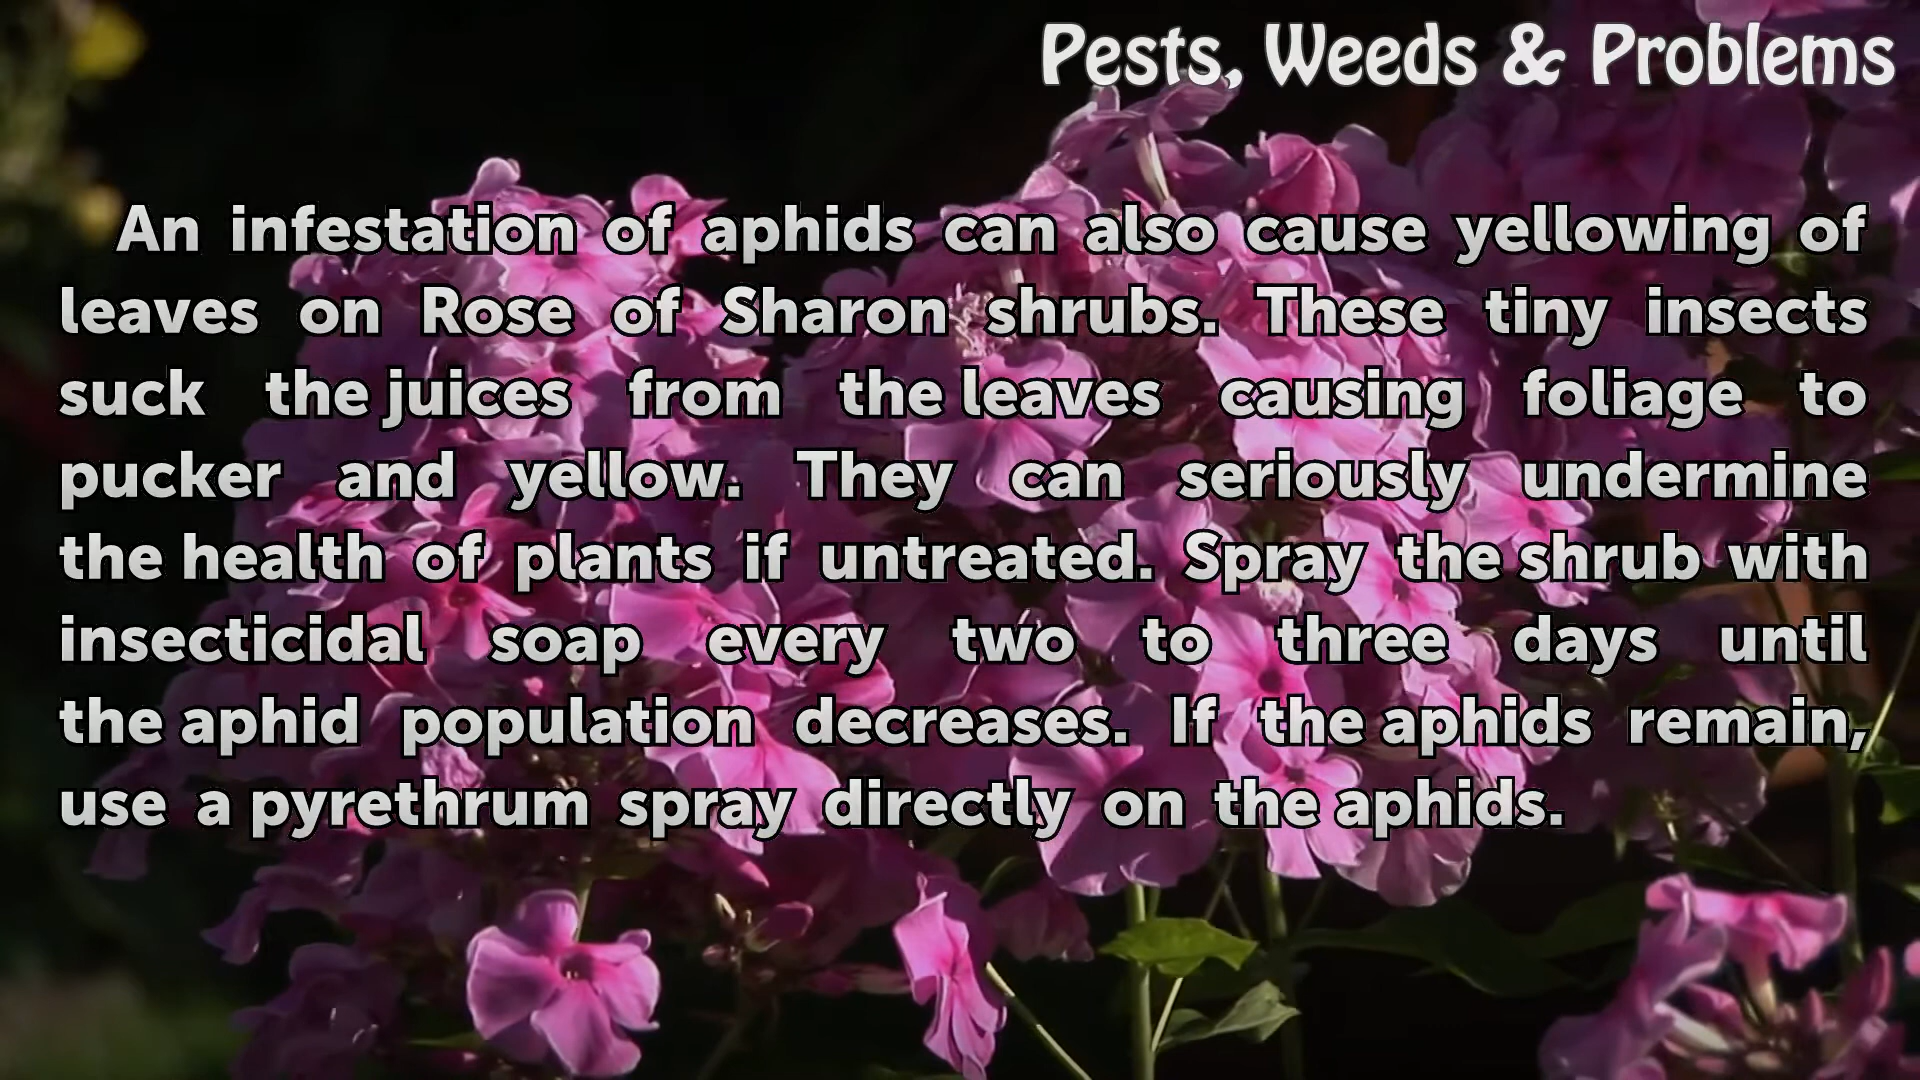 Pests, Weeds & Problems
An infestation of aphids can also cause yellowing of
leaves on Rose of Sharon shrubs. These tiny insects
suck the juices from the leaves causing foliage to
pucker and yellow. They can seriously undermine
the health of plants if untreated. Spray the shrub with
insecticidal soap every two to three days until
the aphid population decreases. If the aphids remain,
use a pyrethrum spray directly on the aphids.